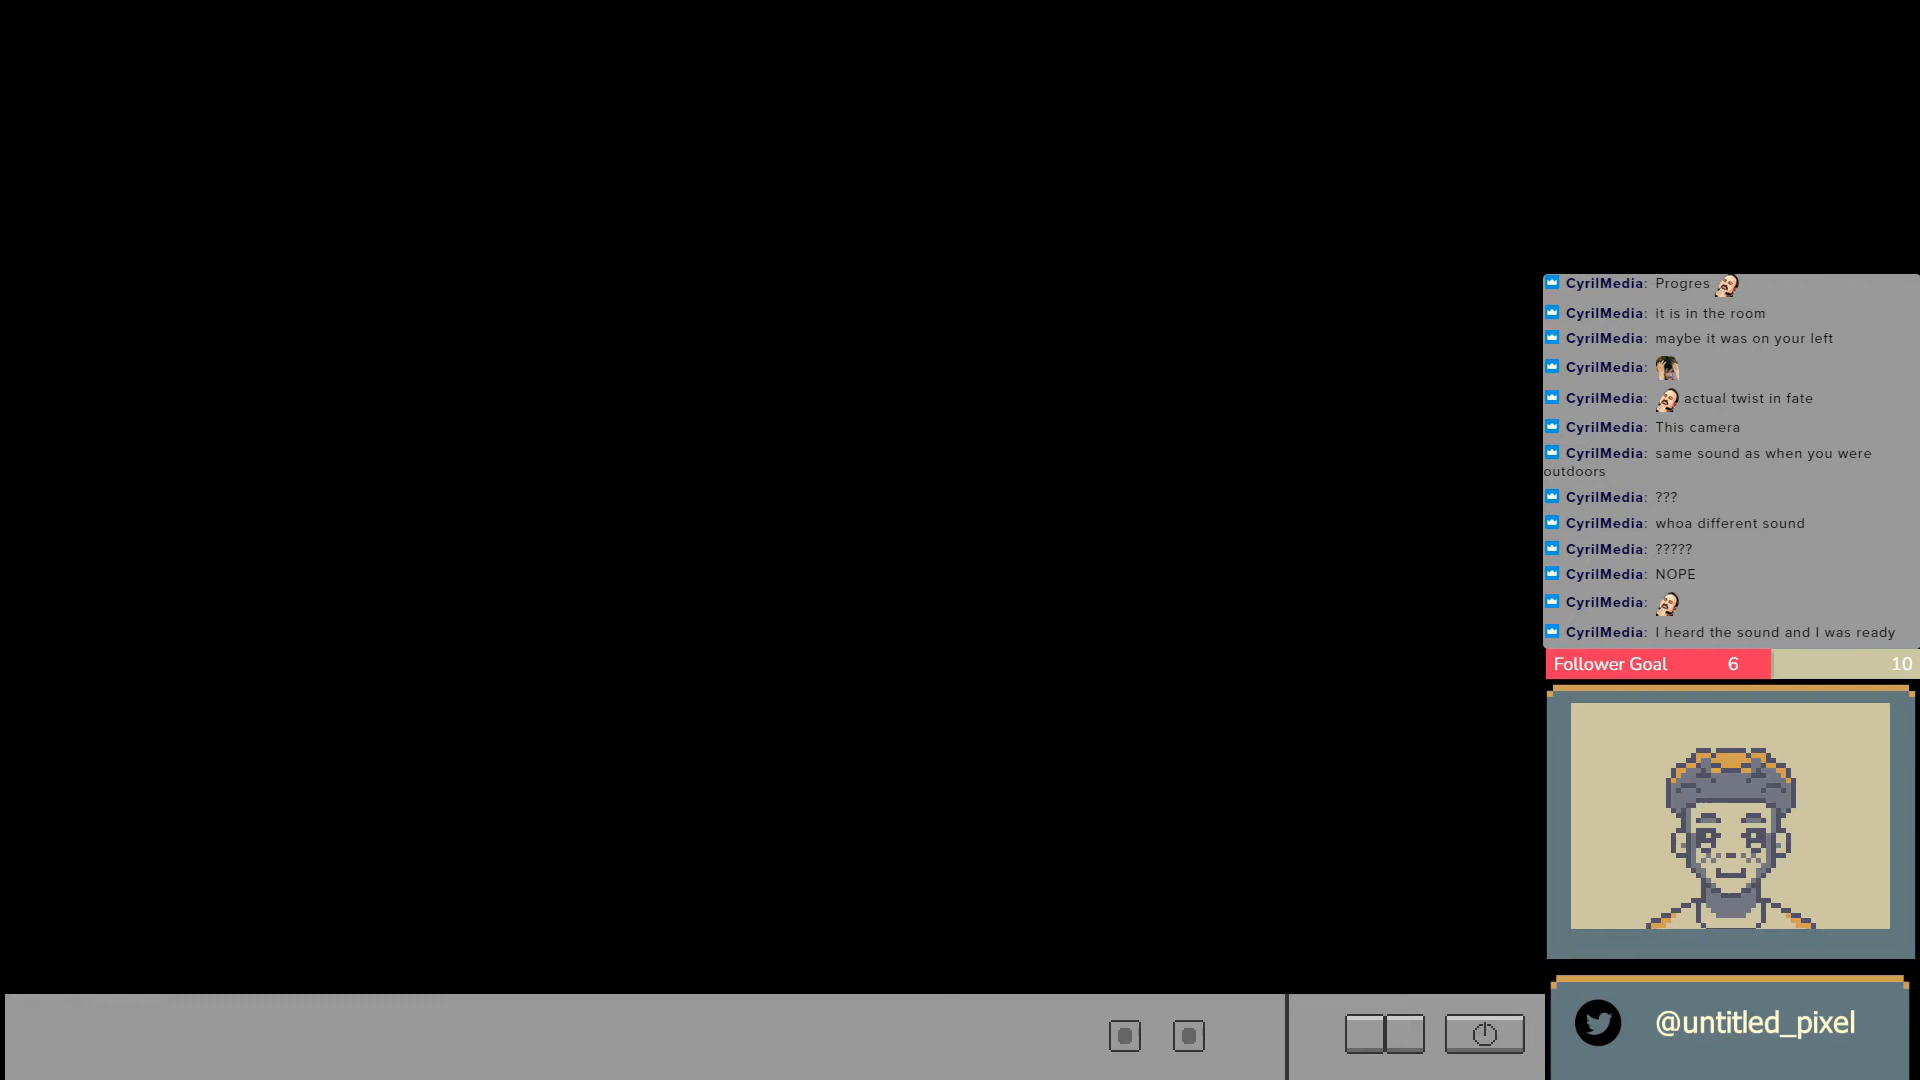 CyrilMedia: Progres
CyrilMedia: it is in the room
CyrilMedia: maybe it was on your left
CyrilMedia:
CyrilMedia: actual twist in fate
CyrilMedia: This camera
CyrilMedia: same sound as when you were
outdoors
CyrilMedia: ???
CyrilMedia: whoa different sound
CyrilMedia: ?????
CyrilMedia: NOPE
CyrilMedia:
CyrilMedia: I heard the sound and I was ready
Follower Goal 6 10
@untitled_pixel